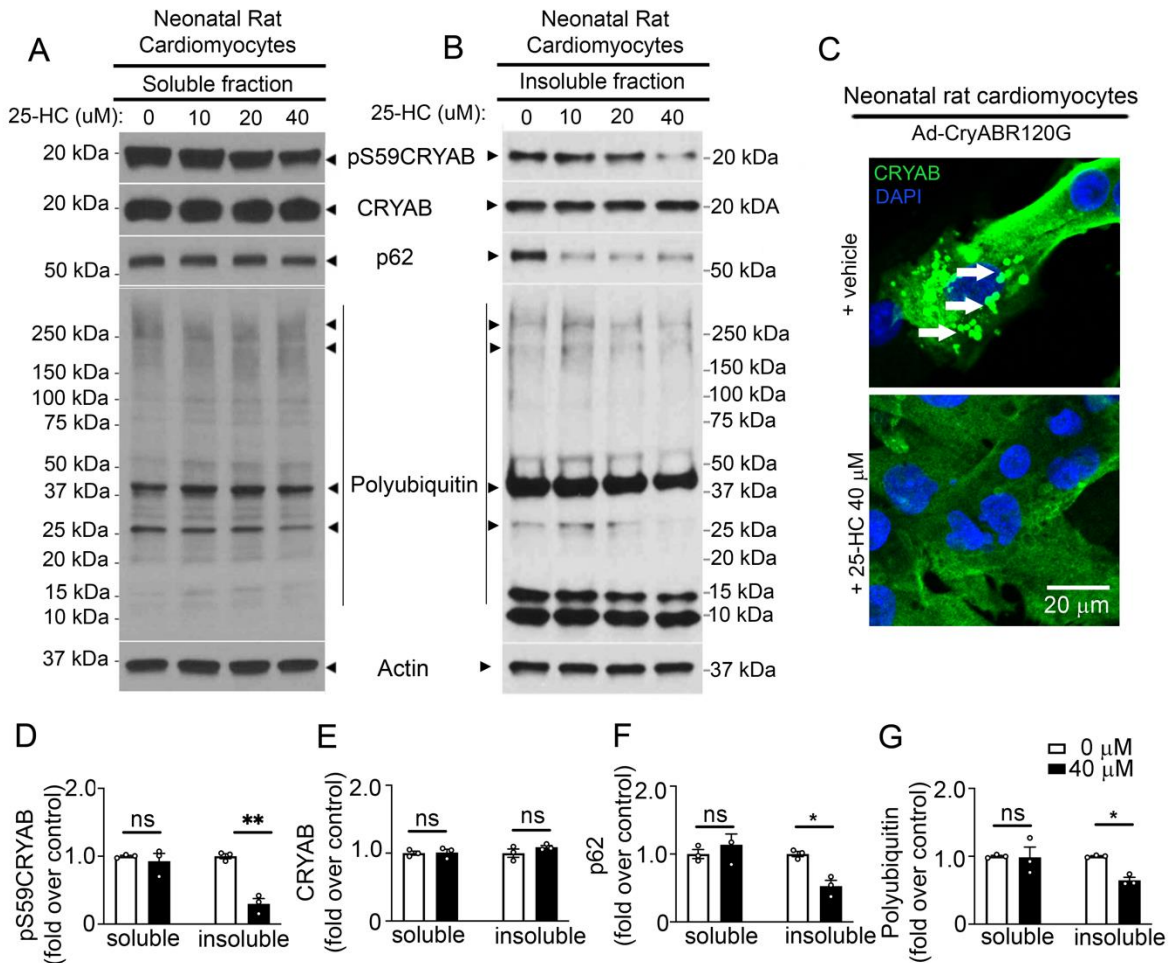 A
Neonatal Rat
Cardiomyocytes
Soluble fraction
25-HC (uM): 0 10 20 40
20 kDa
20 kDa
50 kDa
250 kDa
150 kDa
100 kDa
75 kDa
50 kDa
37 kDa
25 kDa
20 kDa
15 kDa
10 kDa
37 kDa
pS59CRYAB
CRYAB
p62
Polyubiquitin
Actin
B
Neonatal Rat
Cardiomyocytes
Insoluble fraction
25-HC (uM): 0 10 20 40
20 kDa
20 kDA
50 kDa
250 kDa
150 kDa
100 kDa
75 kDa
50 kDa
37 kDa
25 kDa
20 kDa
15 kDa
10 kDa
37 kDa
C
Neonatal rat cardiomyocytes
Ad-CryABR120G
CRYAB
DAPI
+ vehicle
+ 25-HC 40 μM
20 μm
D
pS59CRYAB
(fold over control)
2.0
1.0
0
ns
**
soluble insoluble
E
CRYAB
(fold over control)
2.0
1.0
0
ns
ns
soluble insoluble
F
p62
(fold over control)
2.0
1.0
0
ns
*
soluble insoluble
G
Polyubiquitin
(fold over control)
2.0
1.0
0
ns
*
soluble insoluble
0 μM
40 μM